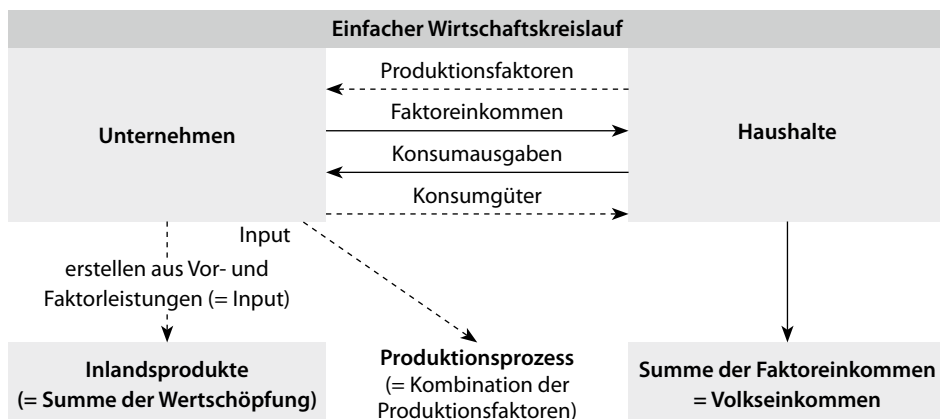 Einfacher Wirtschaftskreislauf
Produktionsfaktoren
Faktoreinkommen
Unternehmen
Haushalte
Konsumausgaben
Konsumgüter
Input
erstellen aus Vor- und
Faktorleistungen (= Input)
Inlandsprodukte
(= Summe der Wertschöpfung)
Produktionsprozess
(= Kombination der
Produktionsfaktoren)
Summe der Faktoreinkommen
= Volkseinkommen